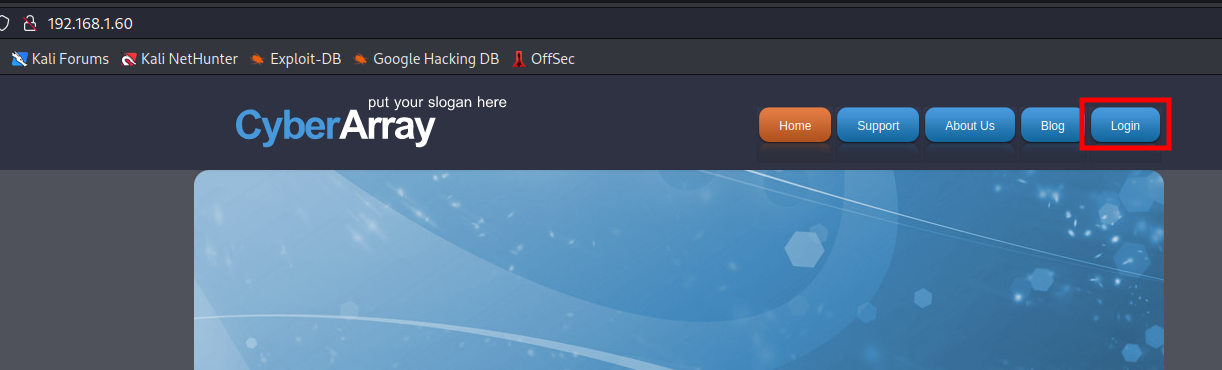 192.168.1.60
Kali Forums Kali NetHunter Exploit-DB Google Hacking DB OffSec
put your slogan here
CyberArray
Home Support About Us Blog Login